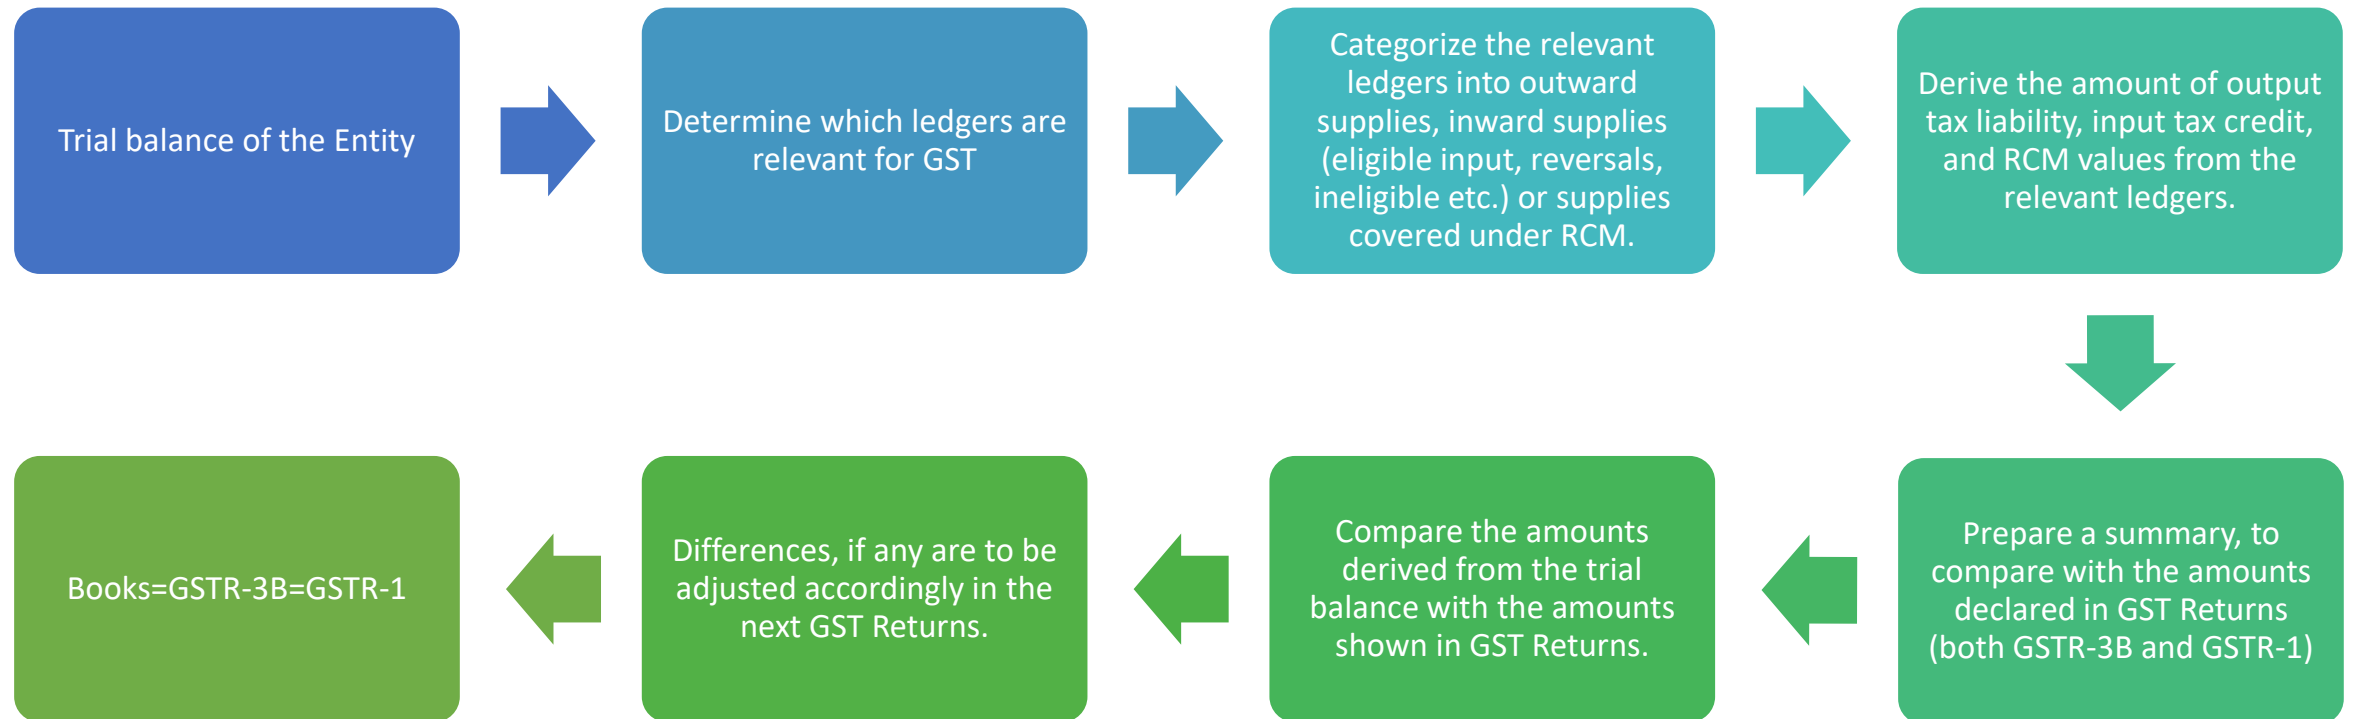 Trial balance of the Entity
Determine which ledgers are
relevant for GST
Categorize the relevant
ledgers into outward
supplies, inward supplies
(eligible input, reversals,
ineligible etc.) or supplies
covered under RCM.
Derive the amount of output
tax liability, input tax credit,
and RCM values from the
relevant ledgers.
Prepare a summary, to
compare with the amounts
declared in GST Returns
(both GSTR-3B and GSTR-1)
Compare the amounts
derived from the trial
balance with the amounts
shown in GST Returns.
Differences, if any are to be
adjusted accordingly in the
next GST Returns.
Books=GSTR-3B=GSTR-1